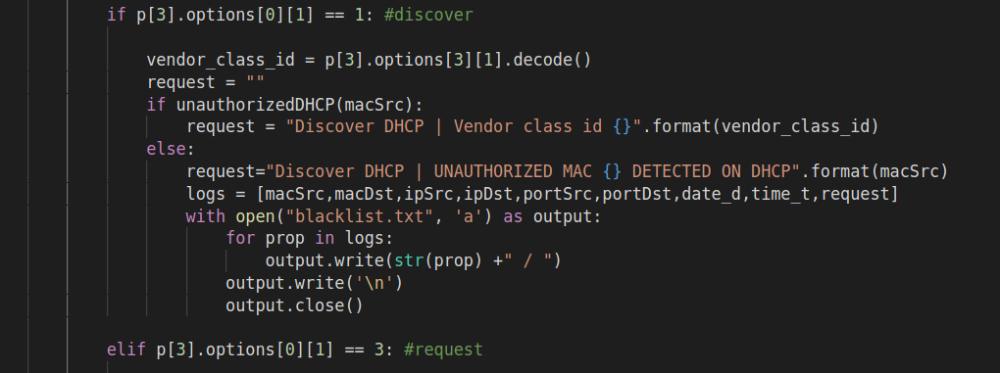 if p[3].options[0][1] == 1: #discover
vendor_class_id = p[3].options[3][1].decode()
request = ""
if unauthorizedDHCP(macSrc):
request = "Discover DHCP | Vendor class id {}".format(vendor_class_id)
else:
request="Discover DHCP | UNAUTHORIZED MAC {} DETECTED ON DHCP".format(macSrc)
logs = [macSrc,macDst,ipSrc,ipDst,portSrc,portDst,date_d,time_t,request]
with open("blacklist.txt", 'a') as output:
for prop in logs:
output.write(str(prop) +" / ")
output.write('\n')
output.close()
elif p[3].options[0][1] == 3: #request